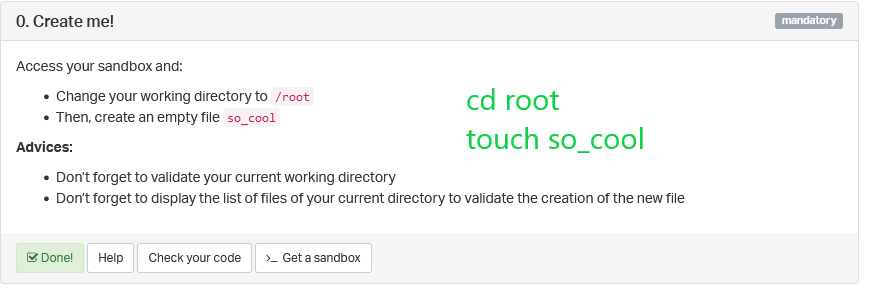 0. Create me!
mandatory
Access your sandbox and:
Change your working directory to /root
Then, create an empty file so_cool
cd root
touch so_cool
Advices:
Don't forget to validate your current working directory
Don't forget to display the list of files of your current directory to validate the creation of the new file
Done!
Help
Check your code
>_ Get a sandbox